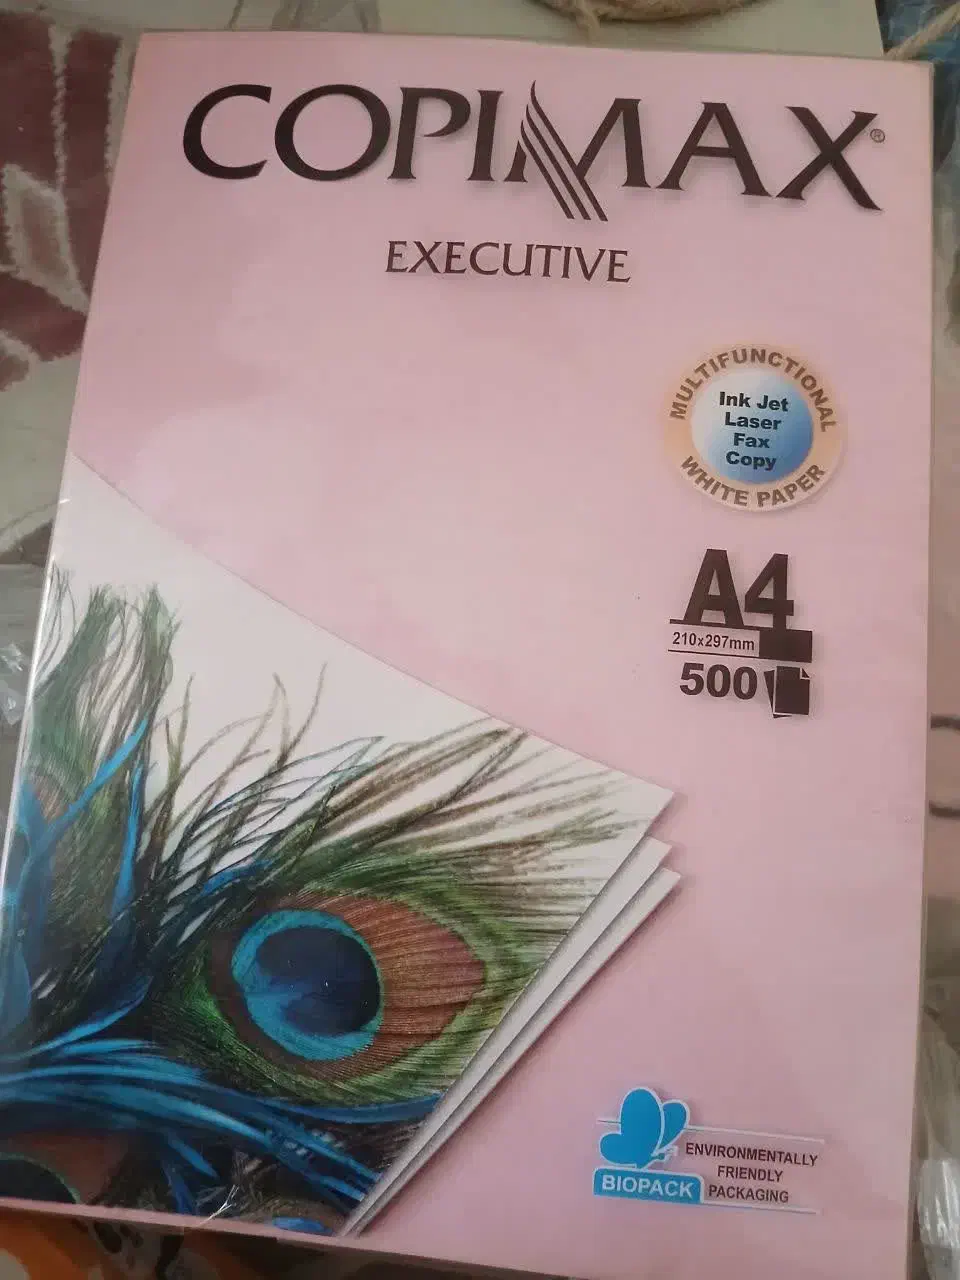 COPIMAX®
EXECUTIVE
MULTIFUNCTIONAL
Ink Jet
Laser
Fax
Copy
WHITE PAPER
A4
210x297mm
500
ENVIRONMENTALLY
FRIENDLY
BIOPACK PACKAGING